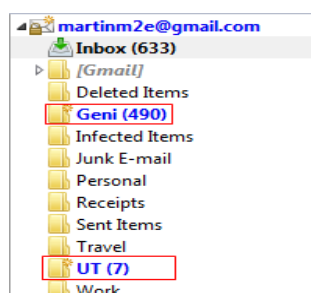 martinm2e@gmail.com
Inbox (633)
[Gmail]
Deleted Items
Geni (490)
Infected Items
Junk E-mail
Personal
Receipts
Sent Items
Travel
UT (7)
Work